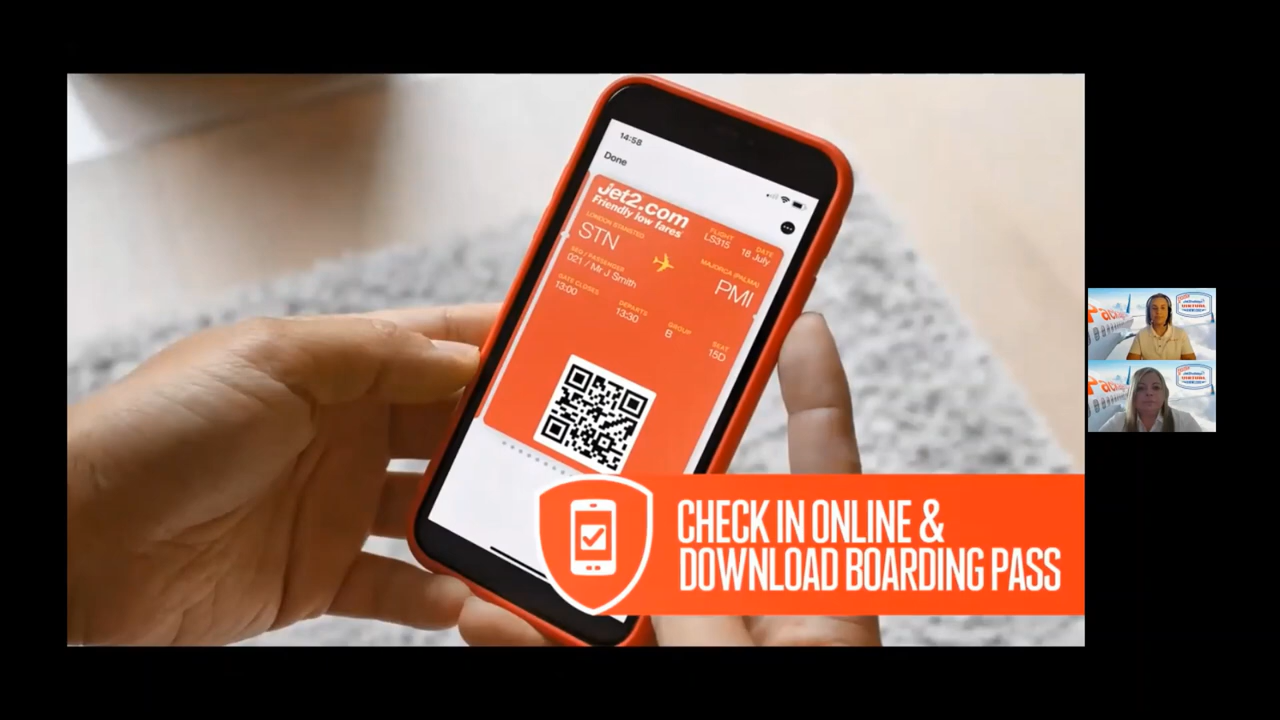 14:58
Done
Jet2.com
Friendly low fares
FLIGHT
LS315
DATE
18 July
LONDON STANSTED
STN
MAJORCA (PALMA)
PMI
SEQ / PASSENGER
021 / Mr J Smith
GATE CLOSES
13:00
DEPARTS
13:30
GROUP
B
SEAT
15D
CHECK IN ONLINE &
DOWNLOAD BOARDING PASS